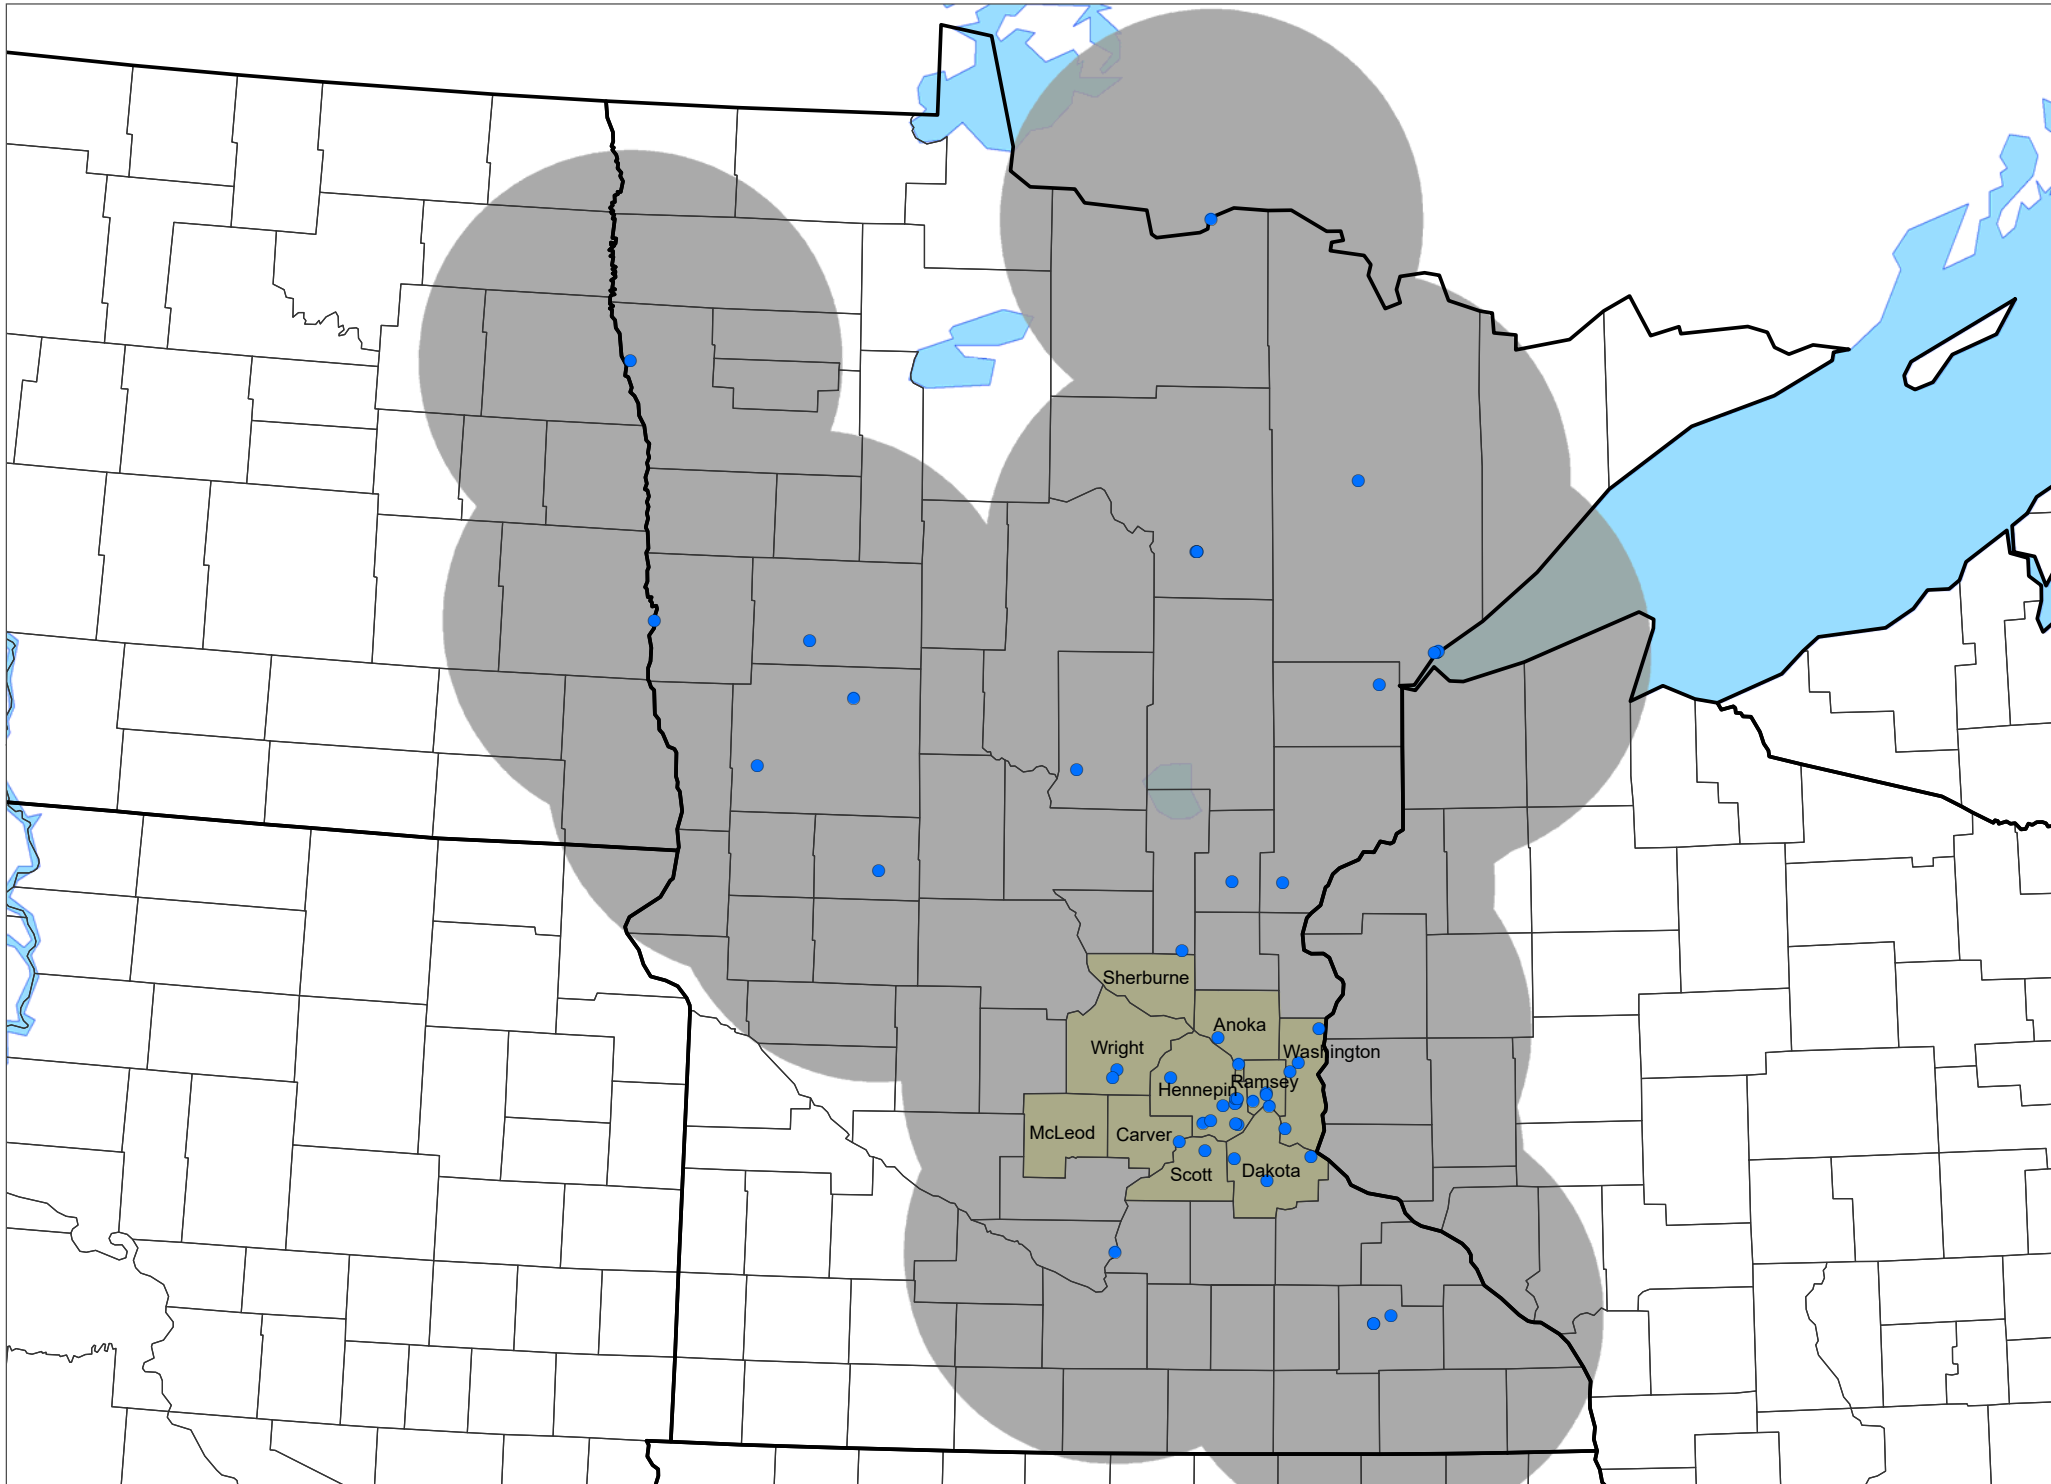 Sherburne
Anoka
Wright
Washington
Ramsey
Hennepin
McLeod
Carver
Scott
Dakota